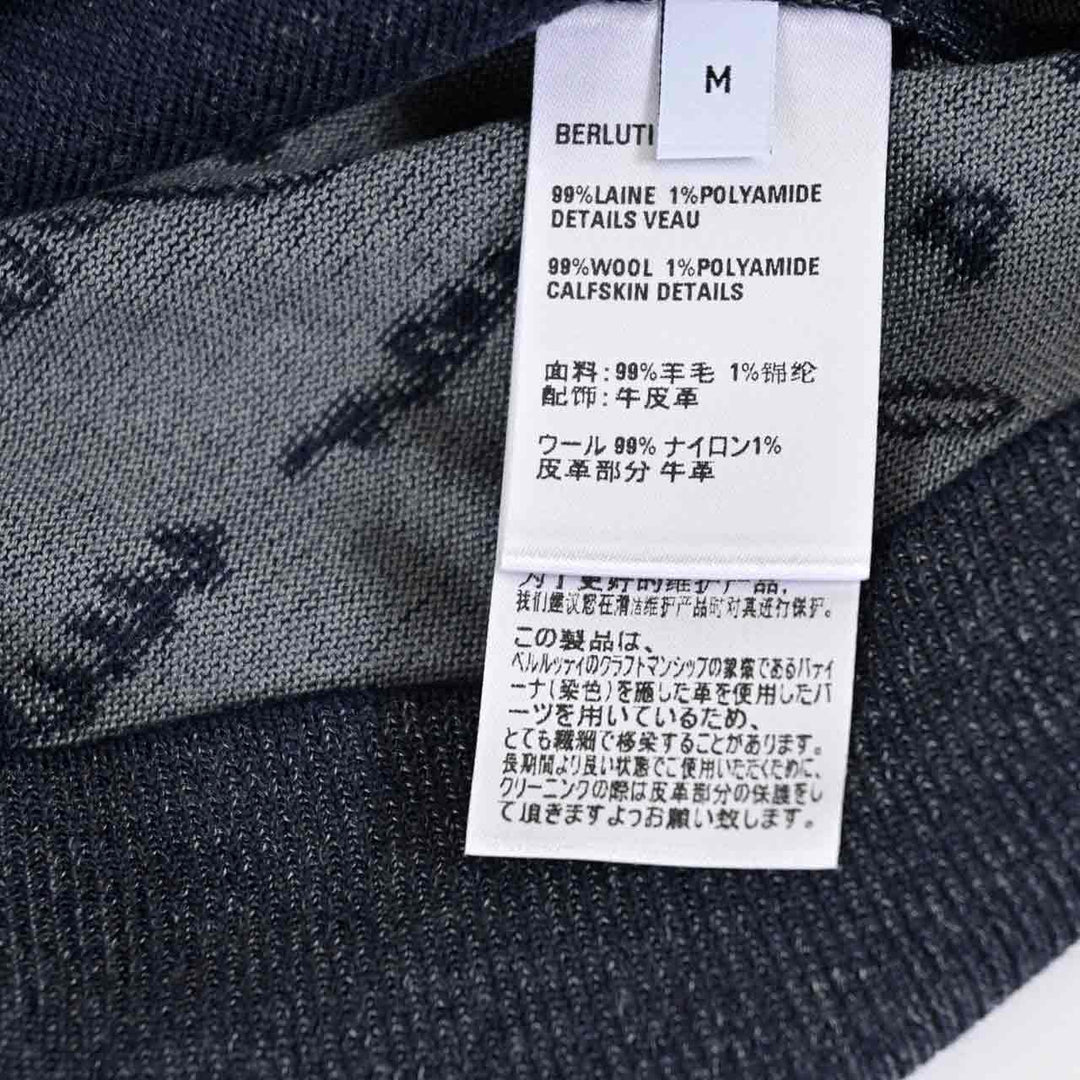 M
BERLUTI
99%LAINE 1%POLYAMIDE
DETAILS VEAU
99%WOOL 1%POLYAMIDE
CALFSKIN DETAILS
面料:99%羊毛 1%锦纶
配饰:牛皮革
ウール 99% ナイロン1%
皮革部分 牛革
为了更好的维护产品,
我们建议您在清洁维护产品时对其进行保护。
この製品は、
ベルルッティのクラフトマンシップの象徴であるパティ
ーナ(染色)を施した革を使用したパ
ーツを用いているため、
とても繊細で移染することがあります。
長期間より良い状態でご使用いただくために、
クリーニングの際は皮革部分の保護をし
て頂きますようお願い致します。